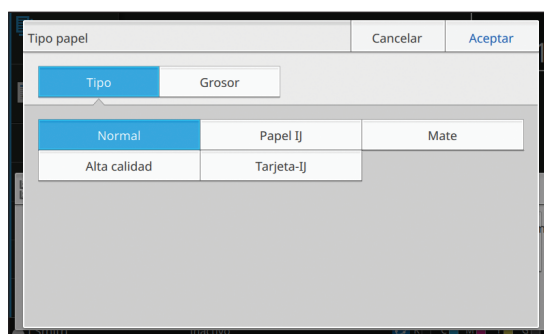 Tipo papel Cancelar Aceptar
Tipo Grosor
Normal Papel IJ Mate
Alta calidad Tarjeta-IJ